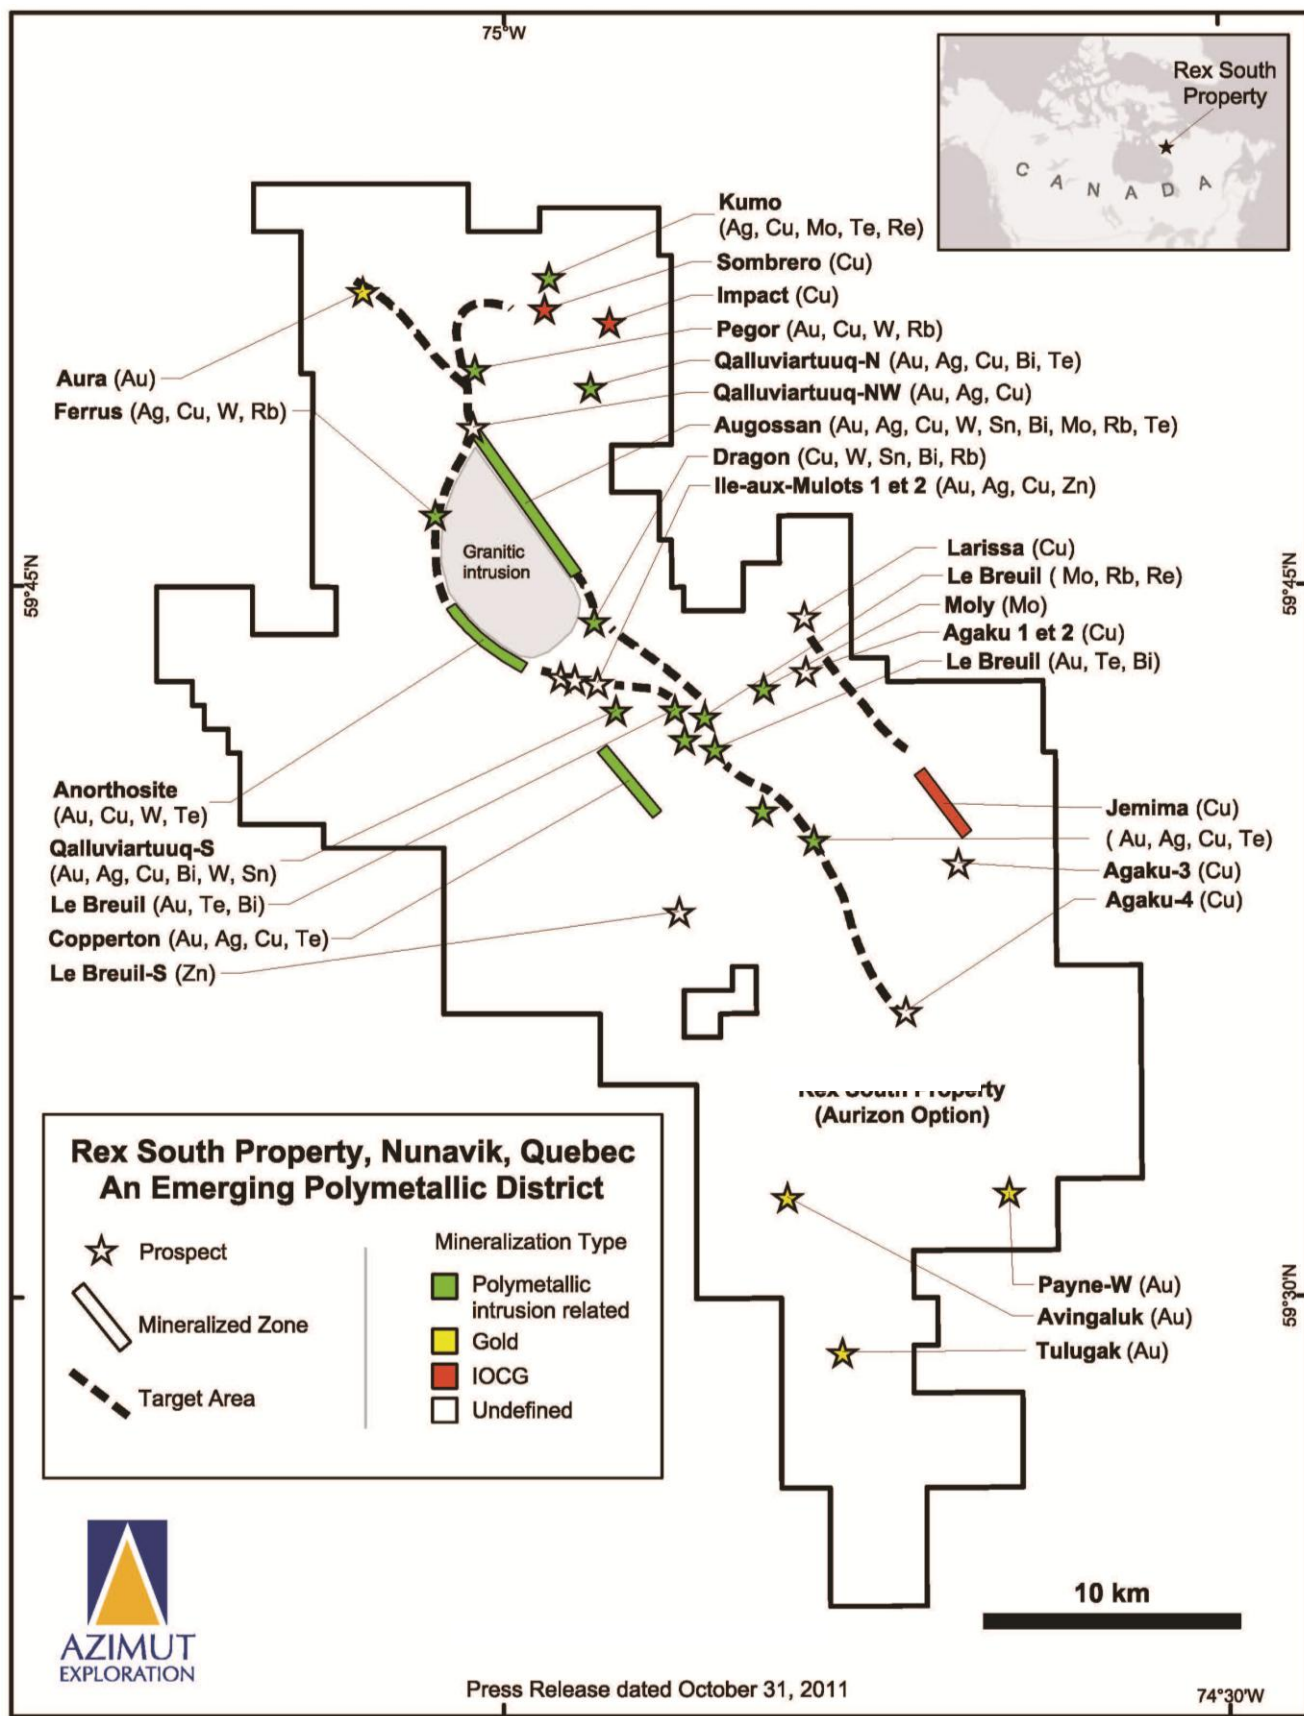 75°W
Rex South
Property
C A N A D A
Kumo
(Ag, Cu, Mo, Te, Re)
Sombrero (Cu)
Impact (Cu)
Pegor (Au, Cu, W, Rb)
Qalluviartuuq-N (Au, Ag, Cu, Bi, Te)
Qalluviartuuq-NW (Au, Ag, Cu)
Augossan (Au, Ag, Cu, W, Sn, Bi, Mo, Rb, Te)
Dragon (Cu, W, Sn, Bi, Rb)
Ile-aux-Mulots 1 et 2 (Au, Ag, Cu, Zn)
Aura (Au)
Ferrus (Ag, Cu, W, Rb)
Granitic
intrusion
59°45'N
59°45'N
Larissa (Cu)
Le Breuil ( Mo, Rb, Re)
Moly (Mo)
Agaku 1 et 2 (Cu)
Le Breuil (Au, Te, Bi)
Anorthosite
(Au, Cu, W, Te)
Qalluviartuuq-S
(Au, Ag, Cu, Bi, W, Sn)
Le Breuil (Au, Te, Bi)
Copperton (Au, Ag, Cu, Te)
Le Breuil-S (Zn)
Jemima (Cu)
( Au, Ag, Cu, Te)
Agaku-3 (Cu)
Agaku-4 (Cu)
Rex South Property
(Aurizon Option)
Rex South Property, Nunavik, Quebec
An Emerging Polymetallic District
Prospect
Mineralized Zone
Target Area
Mineralization Type
Polymetallic
intrusion related
Gold
IOCG
Undefined
59°30'N
Payne-W (Au)
Avingaluk (Au)
Tulugak (Au)
10 km
AZIMUT
EXPLORATION
Press Release dated October 31, 2011
74°30'W